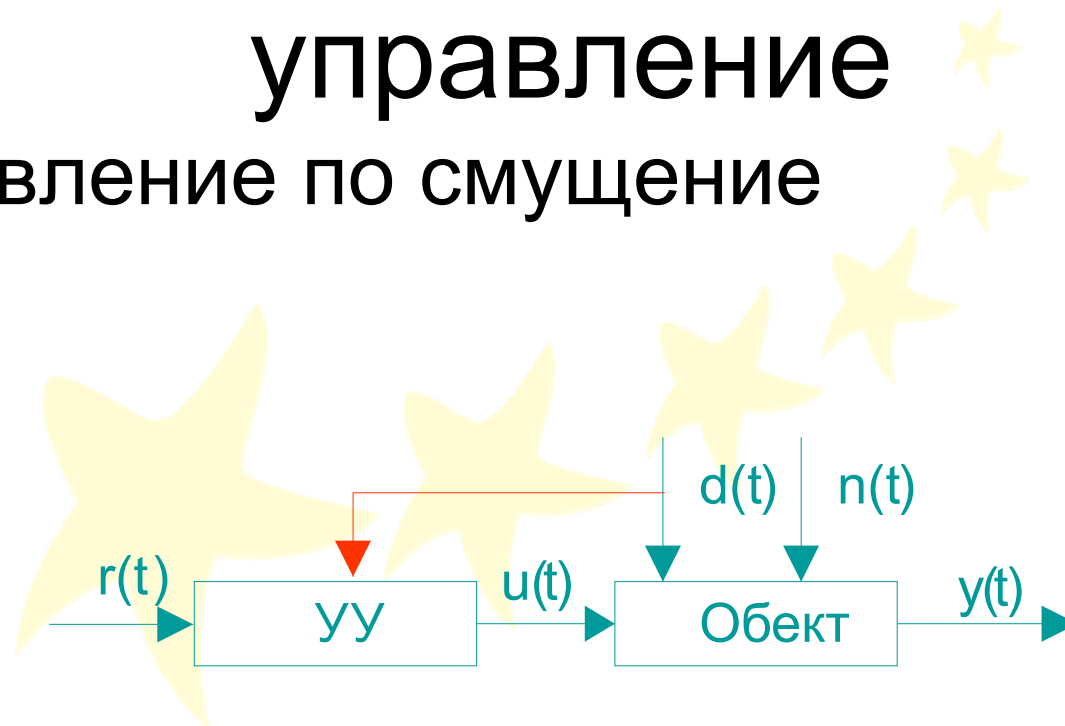 управление
вление по смущение
d(t) n(t)
r(t) u(t) y(t)
УУ Обект